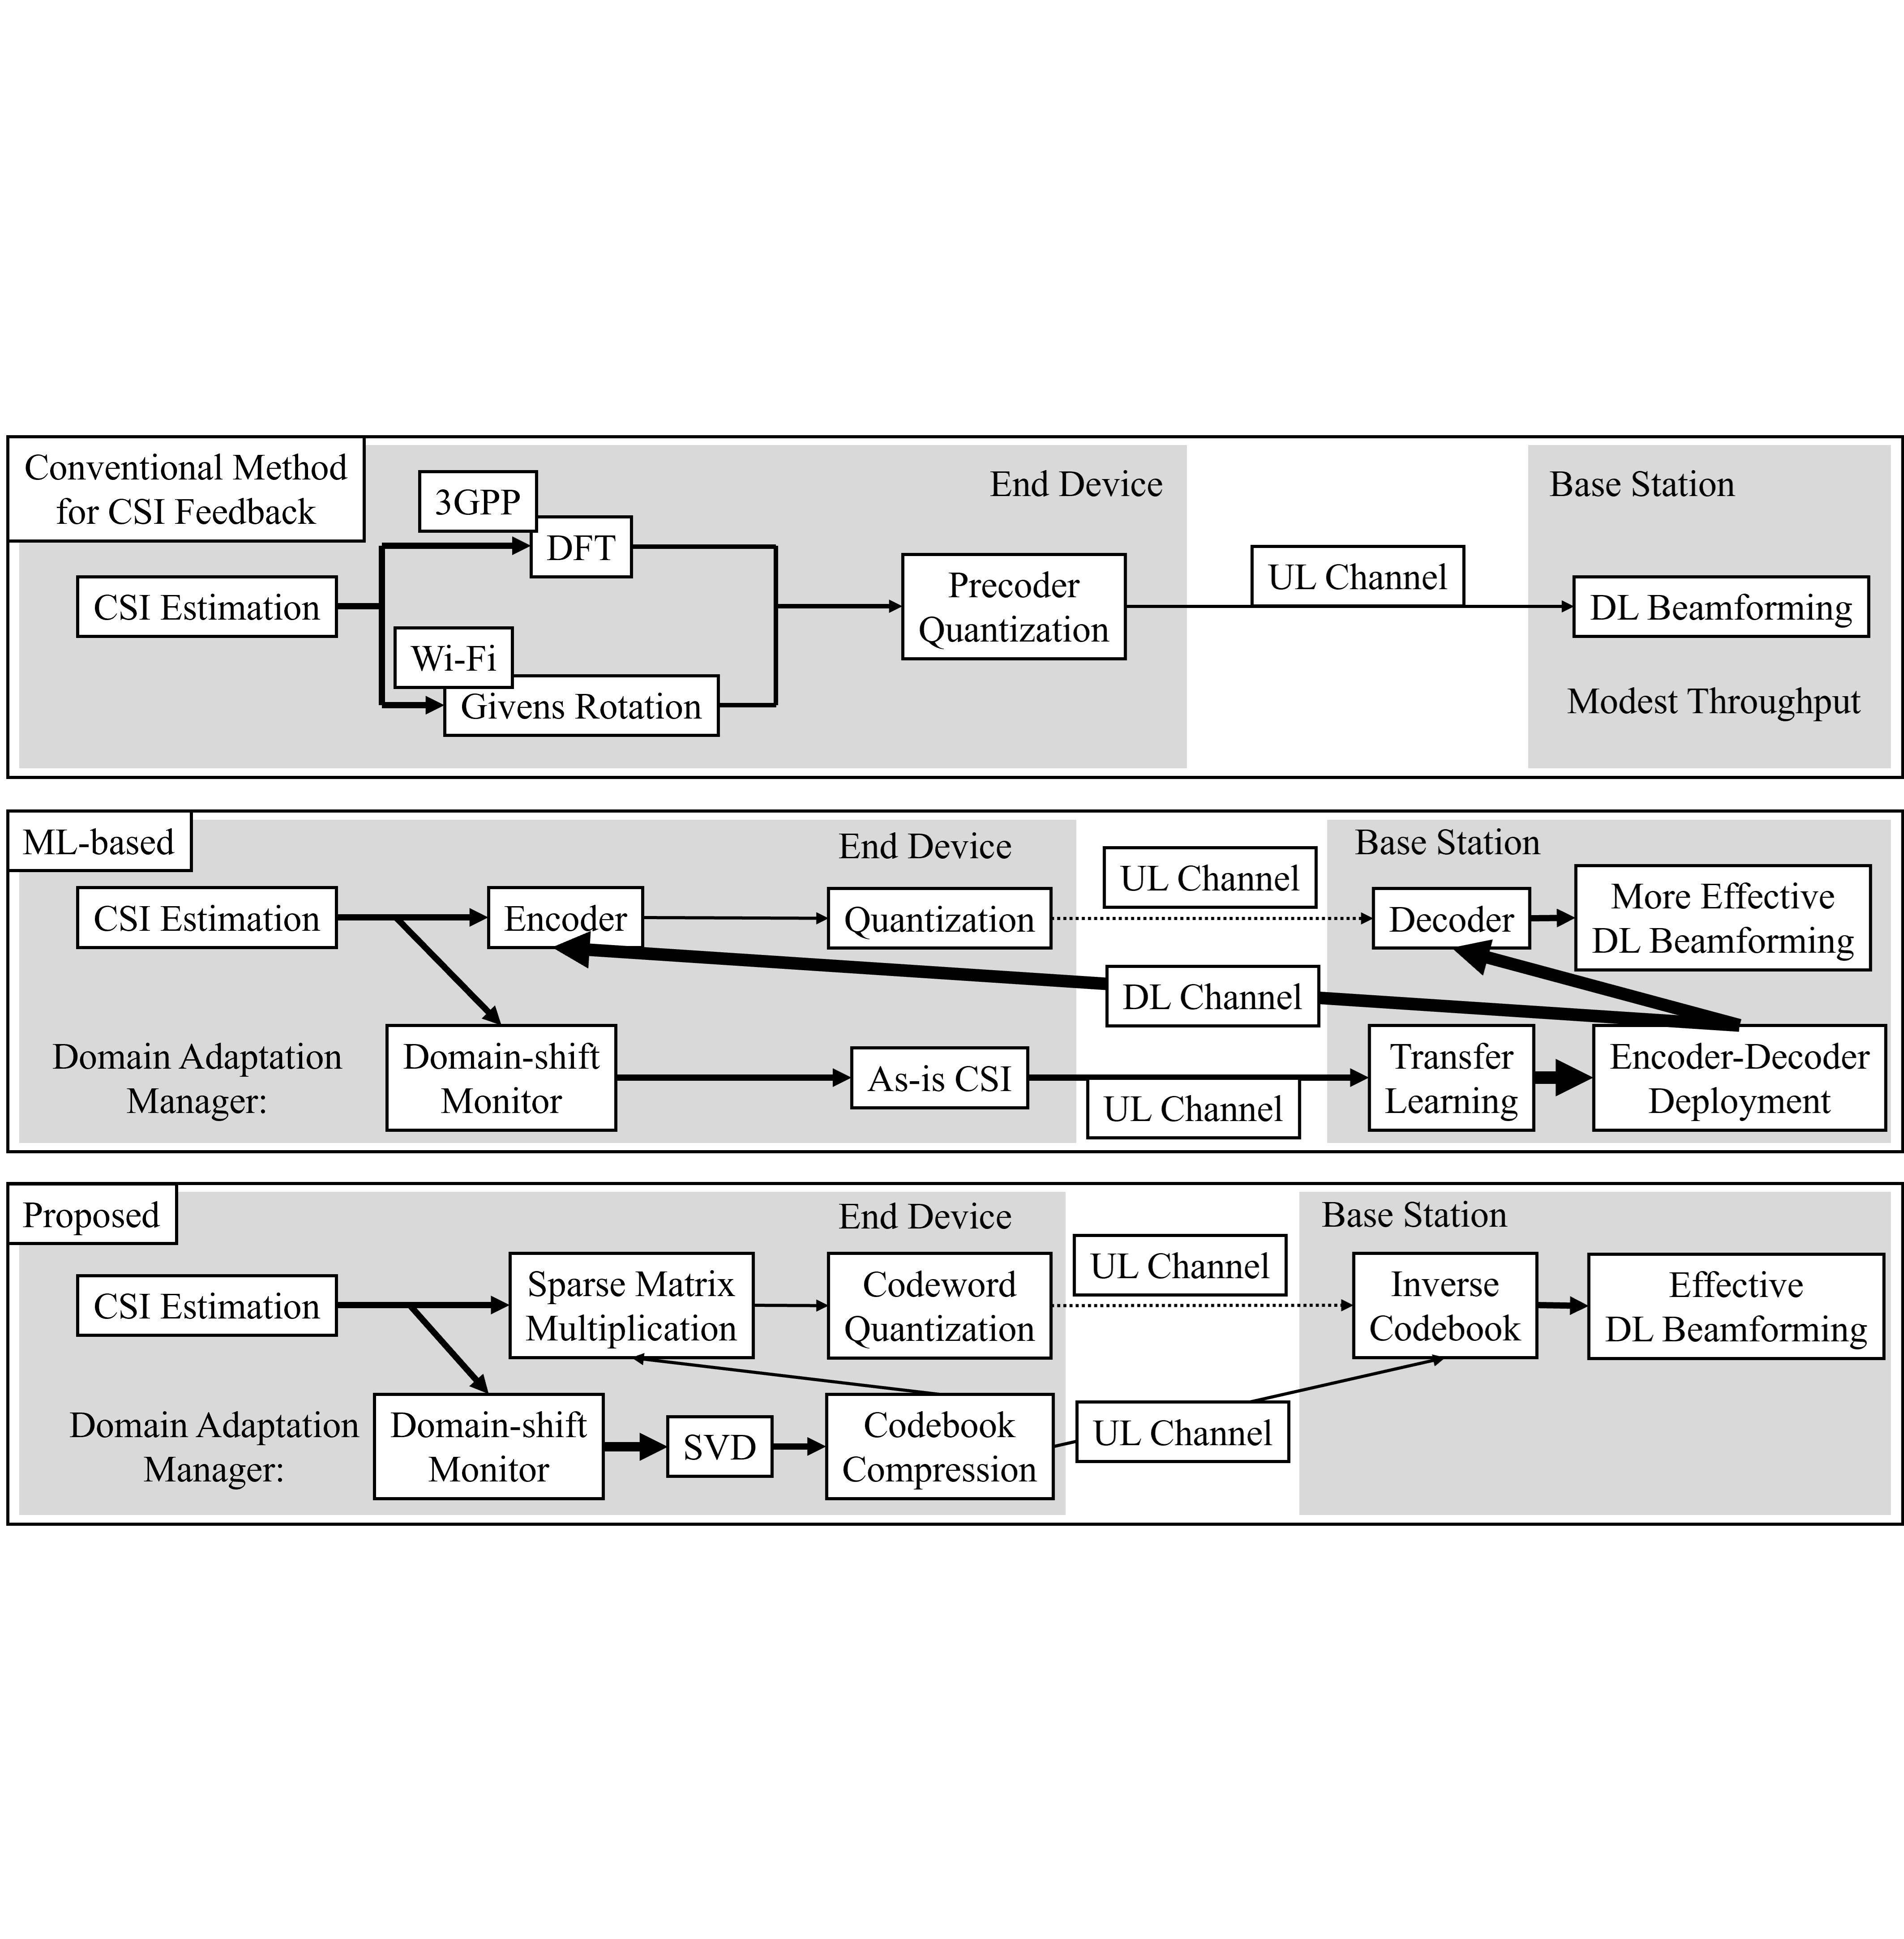 Conventional Method
for CSI Feedback
End Device
Base Station
3GPP
DFT
CSI Estimation
Wi-Fi
Givens Rotation
Precoder
Quantization
UL Channel
DL Beamforming
Modest Throughput
ML-based
End Device
Base Station
CSI Estimation
Encoder
Quantization
UL Channel
Decoder
More Effective
DL Beamforming
DL Channel
Domain Adaptation
Manager:
Domain-shift
Monitor
As-is CSI
UL Channel
Transfer
Learning
Encoder-Decoder
Deployment
Proposed
End Device
Base Station
CSI Estimation
Sparse Matrix
Multiplication
Codeword
Quantization
UL Channel
Inverse
Codebook
Effective
DL Beamforming
Domain Adaptation
Manager:
Domain-shift
Monitor
SVD
Codebook
Compression
UL Channel